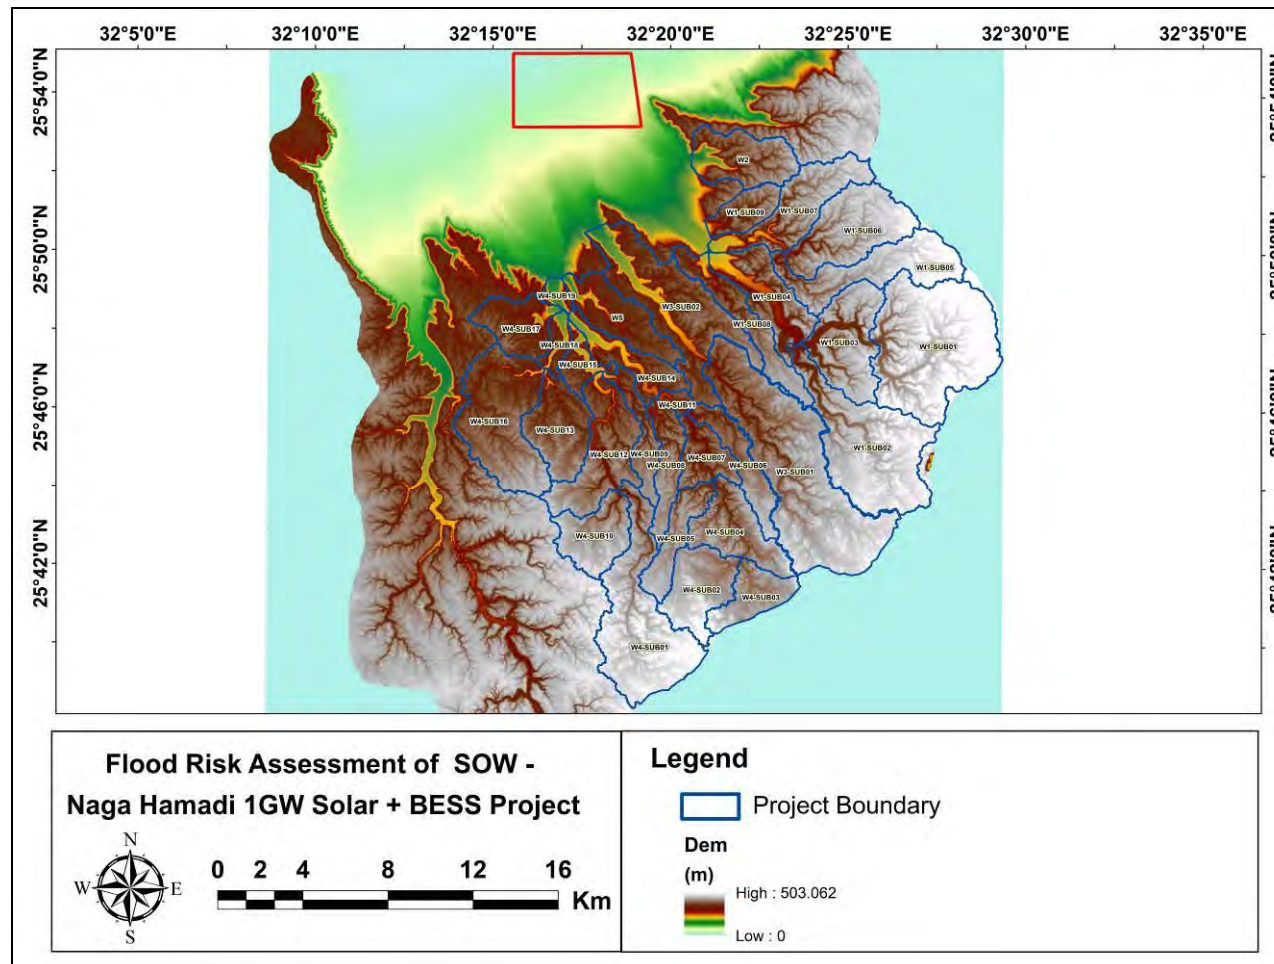 32°5'0"E 32°10'0"E 32°15'0"E 32°20'0"E 32°25'0"E 32°30'0"E 32°35'0"E
25°54'0"N
25°50'0"N
25°46'0"N
25°42'0"N
W2
W1-SUB09
W1-SUB07
W1-SUB06
W1-SUB05
W4-SUB19
W1-SUB04
W3-SUB02
W5
W1-SUB08
W4-SUB17
W1-SUB03
W1-SUB01
W4-SUB18
W4-SUB15
W4-SUB14
W4-SUB11
W4-SUB16
W4-SUB13
W1-SUB02
W4-SUB12
W4-SUB09
W4-SUB07
W4-SUB08
W4-SUB06
W3-SUB01
W4-SUB04
W4-SUB10
W4-SUB05
W4-SUB02
W4-SUB03
W4-SUB01
Flood Risk Assessment of SOW -
Naga Hamadi 1GW Solar + BESS Project
N
W E
S
0 2 4 8 12 16
Km
Legend
Project Boundary
Dem
(m)
High : 503.062
Low : 0